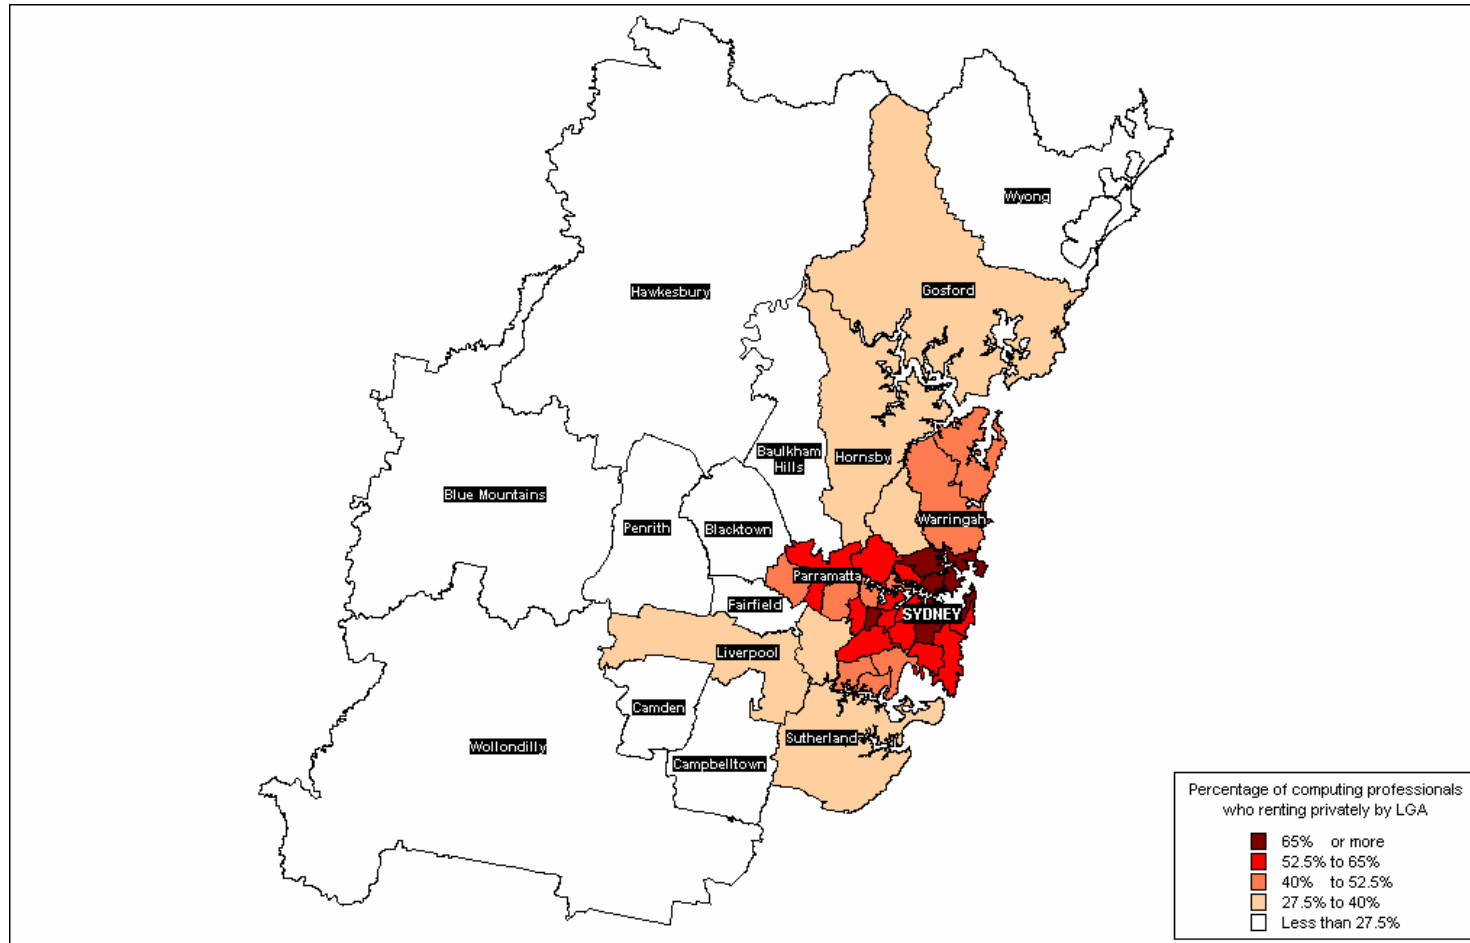 Wyong
Hawkesbury
Gosford
Baulkham
Hills
Hornsby
Blue Mountains
Penrith
Blacktown
Warringah
Parramatta
Fairfield
SYDNEY
Liverpool
Camden
Sutherland
Wollondilly
Campbelltown
Percentage of computing professionals
who renting privately by LGA
65% or more
52.5% to 65%
40% to 52.5%
27.5% to 40%
Less than 27.5%